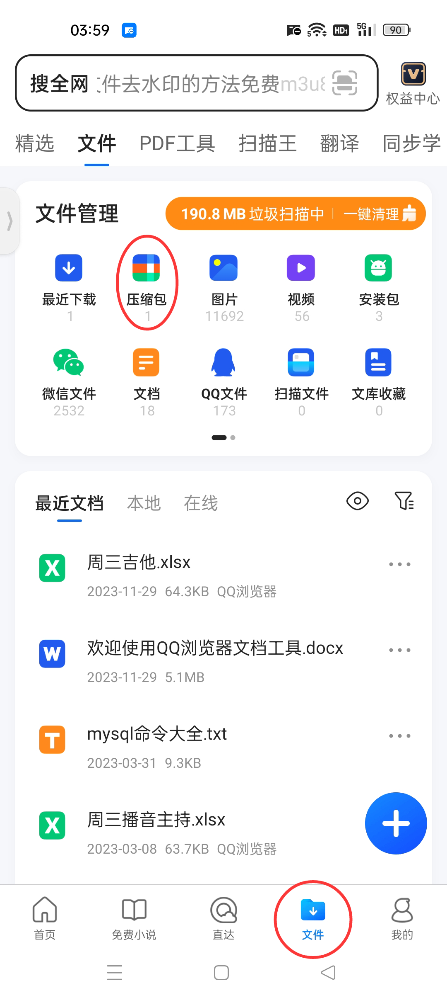 03:59
5 HD1 5G 90
搜全网 件去水印的方法免费m3u8
权益中心
精选 文件 PDF工具 扫描王 翻译 同步学
文件管理
190.8 MB 垃圾扫描中 一键清理
最近下载 压缩包 图片 视频 安装包
1 1 11692 56 3
微信文件 文档 QQ文件 扫描文件 文库收藏
2532 18 173 0 0
最近文档 本地 在线
周三吉他.xlsx
2023-11-29 64.3KB QQ浏览器
欢迎使用QQ浏览器文档工具.docx
2023-11-29 5.1MB
mysql命令大全.txt
2023-03-31 9.3KB
周三播音主持.xlsx
2023-03-08 63.7KB QQ浏览器
首页 免费小说 直达 文件 我的